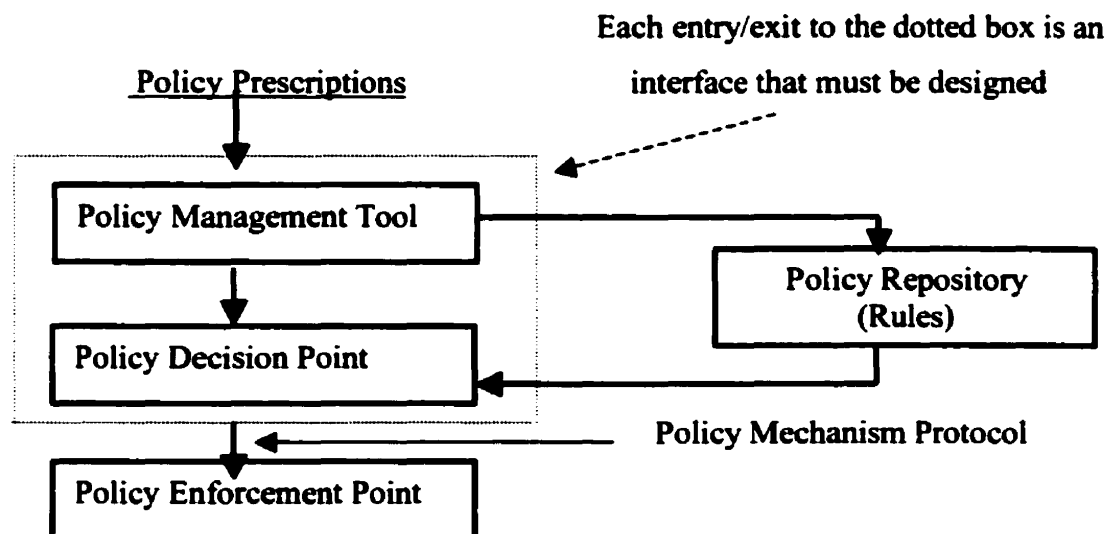 Each entry/exit to the dotted box is an
interface that must be designed
Policy Prescriptions
Policy Management Tool
Policy Repository
(Rules)
Policy Decision Point
Policy Mechanism Protocol
Policy Enforcement Point